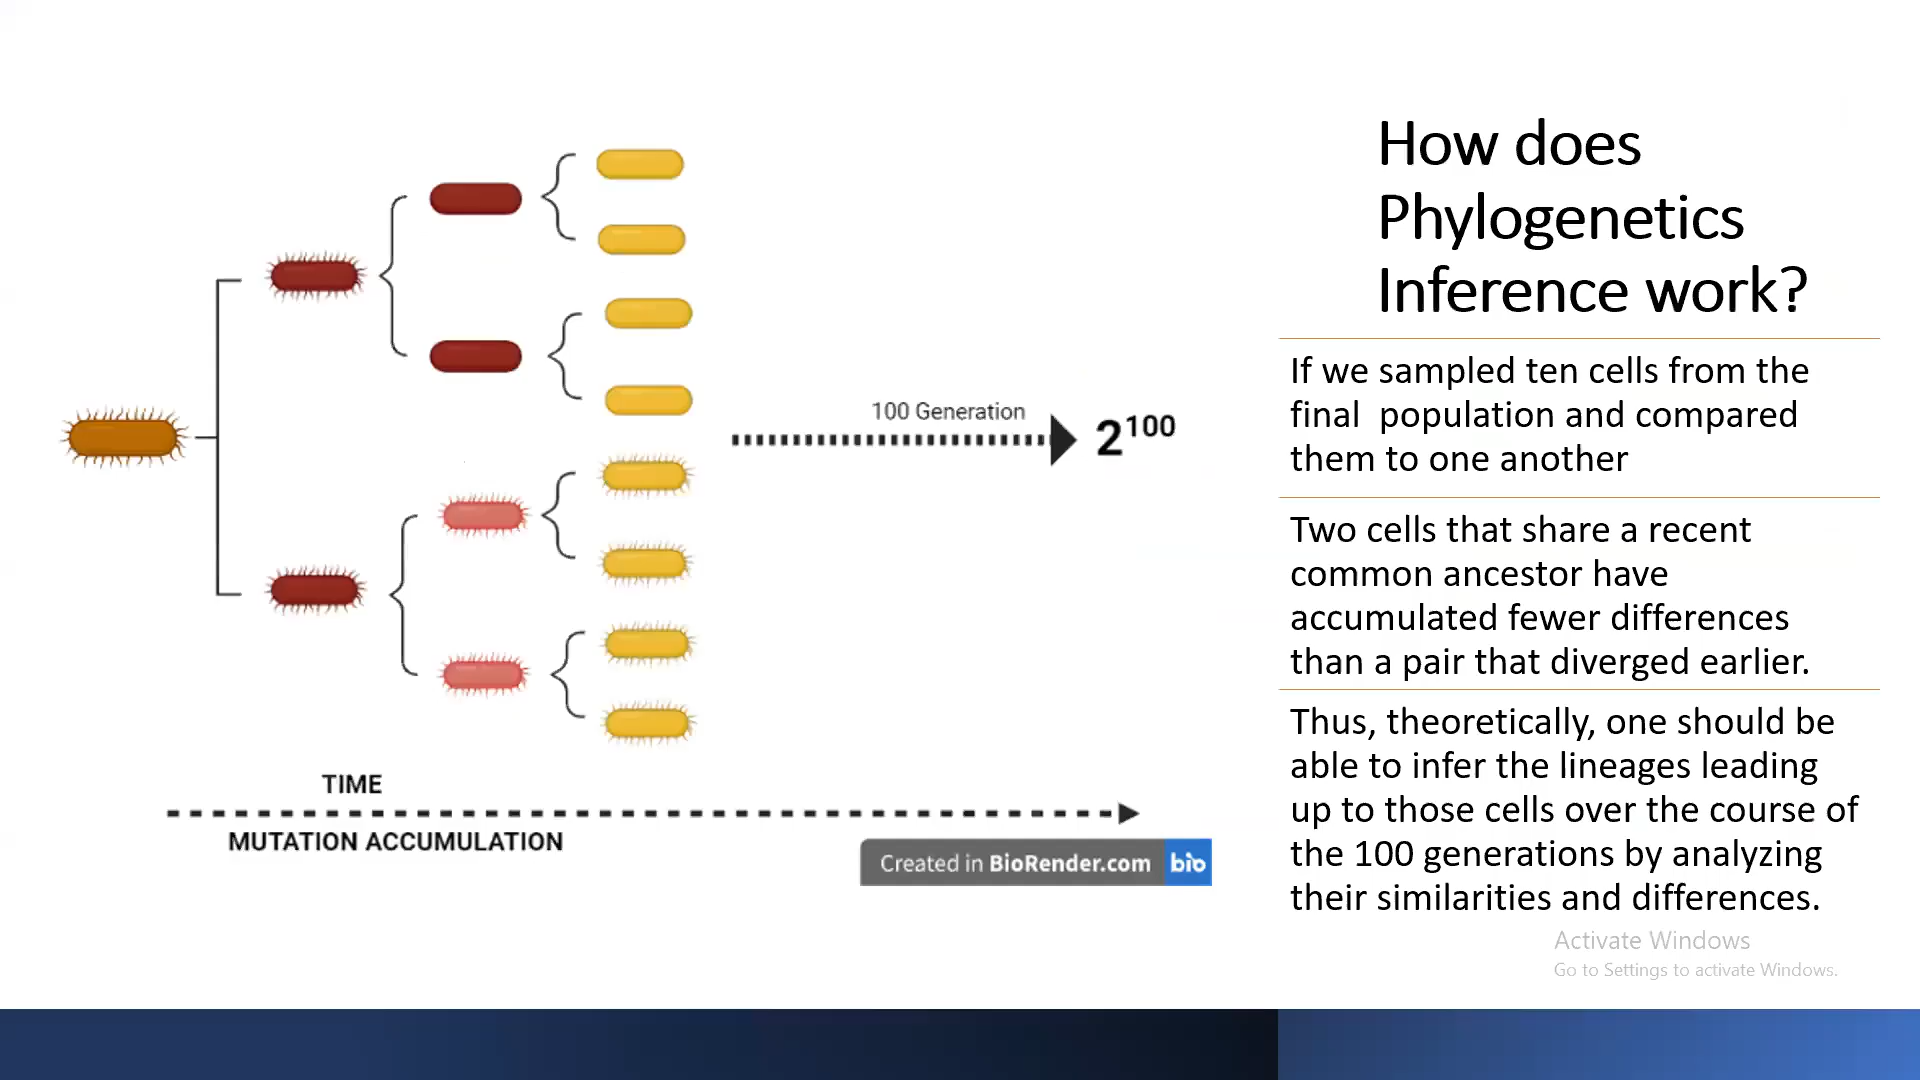 How does
Phylogenetics
Inference work?
If we sampled ten cells from the
final  population and compared
them to one another
Two cells that share a recent
common ancestor have
accumulated fewer differences
than a pair that diverged earlier.
Thus, theoretically, one should be
able to infer the lineages leading
up to those cells over the course of
the 100 generations by analyzing
their similarities and differences.
100 Generation
2¹⁰⁰
TIME
MUTATION ACCUMULATION
Created in BioRender.com bio
Activate Windows
Go to Settings to activate Windows.